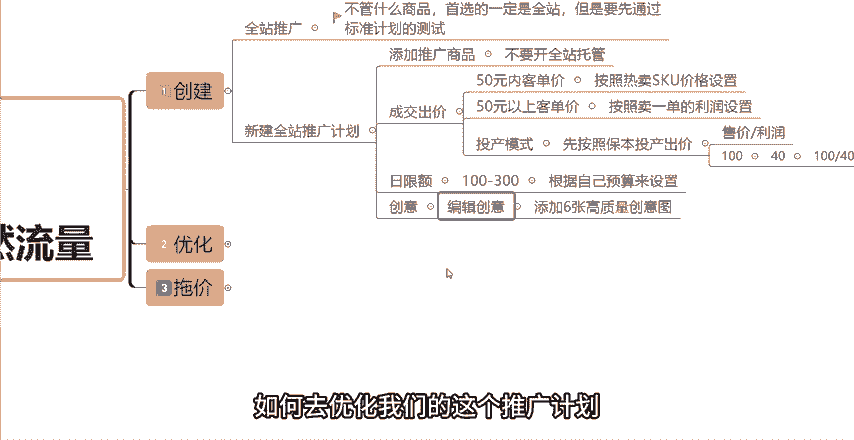 全站推广
不管什么商品，首选的一定是全站，但是要先通过
标准计划的测试
1 创建
新建全站推广计划
添加推广商品
不要开全站托管
成交出价
50元内客单价
按照热卖SKU价格设置
50元以上客单价
按照卖一单的利润设置
投产模式
先按照保本投产出价
售价/利润
100
40
100/40
日限额
100-300
根据自己预算来设置
创意
编辑创意
添加6张高质量创意图
然流量
2 优化
3 拖价
如何去优化我们的这个推广计划